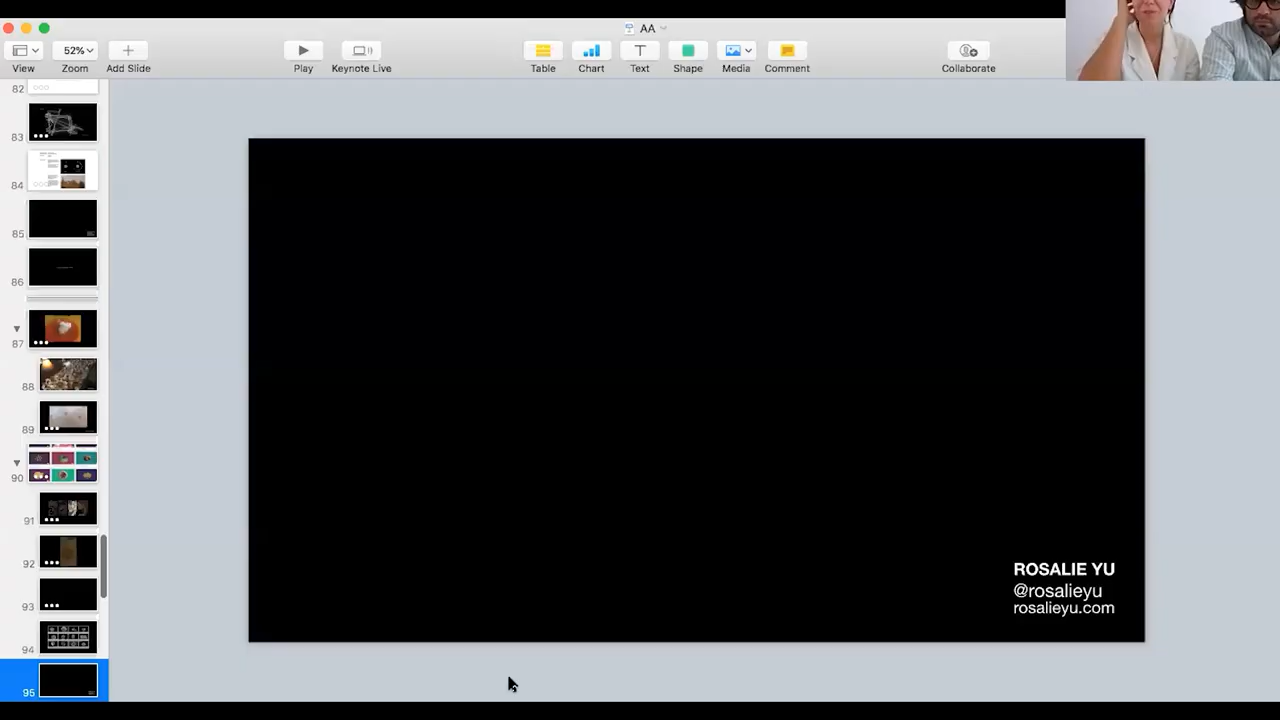 AA
52%
View
Zoom
Add Slide
Play
Keynote Live
Table
Chart
Text
Shape
Media
Comment
Collaborate
82
83
84
85
86
87
88
89
90
91
92
93
94
95
ROSALIE YU
@rosalieyu
rosalieyu.com